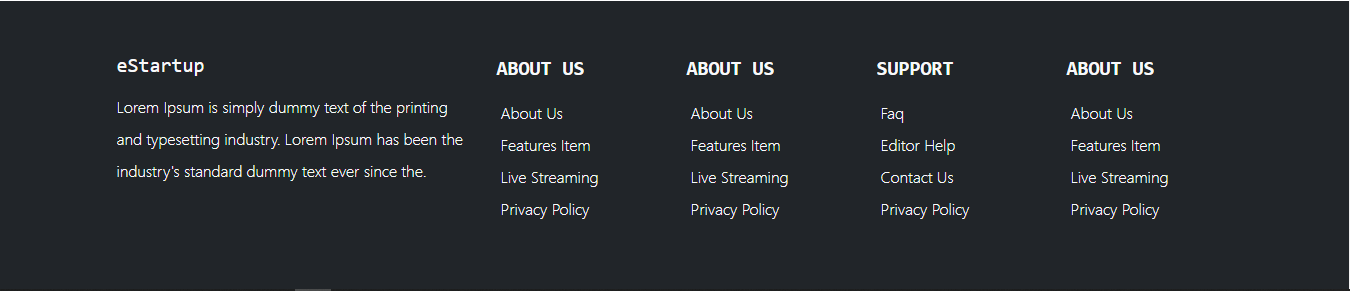 eStartup
Lorem Ipsum is simply dummy text of the printing
and typesetting industry. Lorem Ipsum has been the
industry's standard dummy text ever since the.
ABOUT US
About Us
Features Item
Live Streaming
Privacy Policy
ABOUT US
About Us
Features Item
Live Streaming
Privacy Policy
SUPPORT
Faq
Editor Help
Contact Us
Privacy Policy
ABOUT US
About Us
Features Item
Live Streaming
Privacy Policy